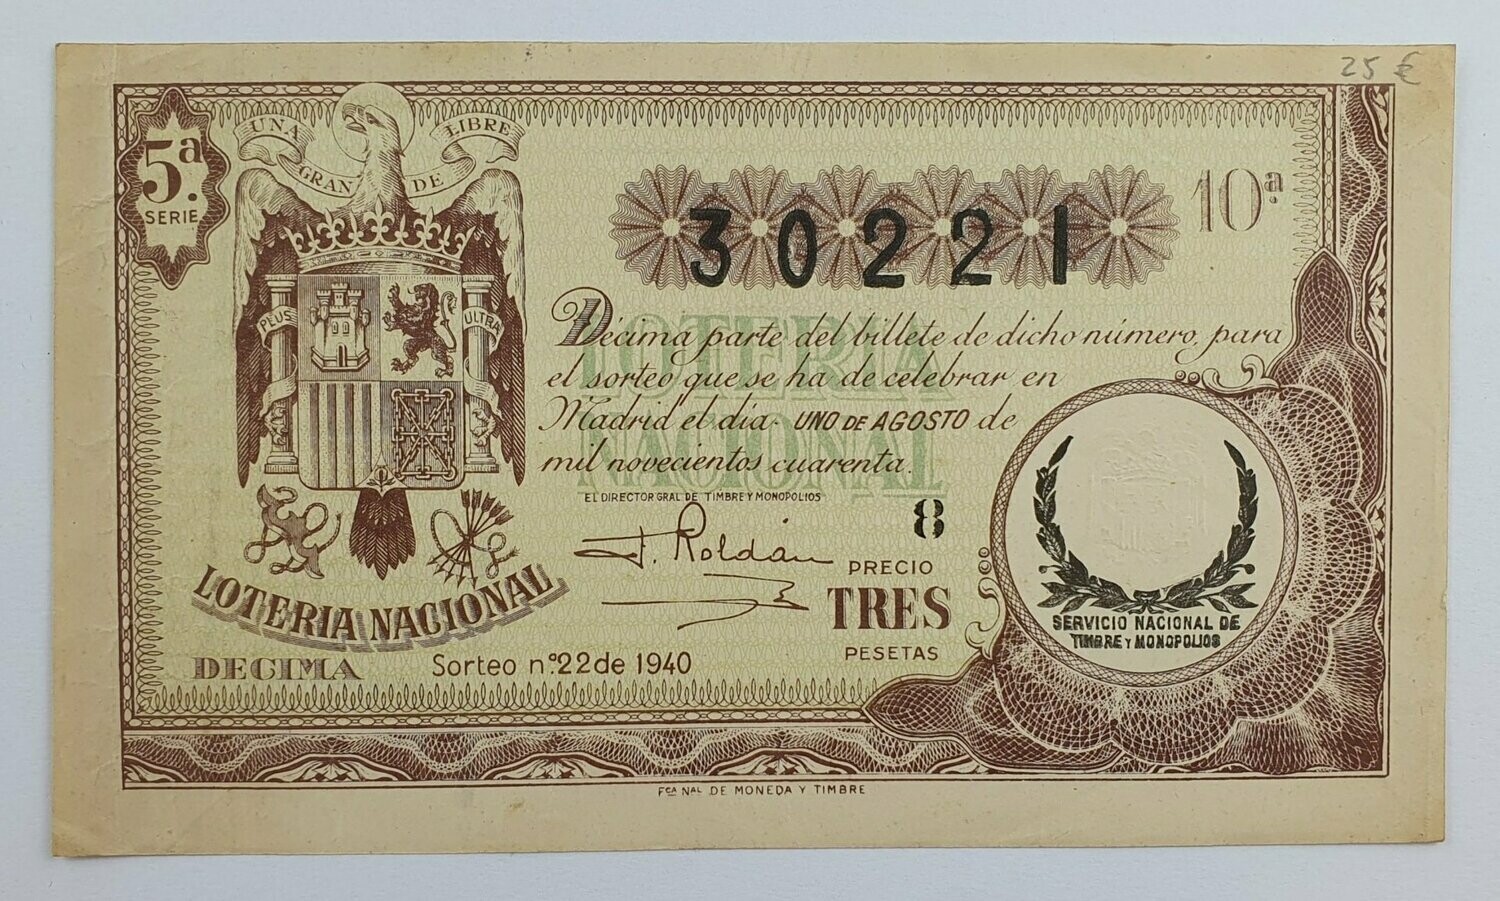 25 €
5ª
SERIE
UNA
GRANDE
LIBRE
30221
10ª
PLUS
ULTRA
LOTERIA
NACIONAL
Décima parte del billete de dicho número, para
el sorteo que se ha de celebrar en
Madrid el día. UNO DE AGOSTO de
mil novecientos cuarenta.
EL DIRECTOR GRAL DE TIMBRE Y MONOPOLIOS
8
J. Roldán
PRECIO
TRES
PESETAS
LOTERIA NACIONAL
DECIMA
Sorteo nº.22 de 1940
SERVICIO NACIONAL DE
TIMBRE Y MONOPOLIOS
Fᶜᴬ NAL DE MONEDA Y TIMBRE